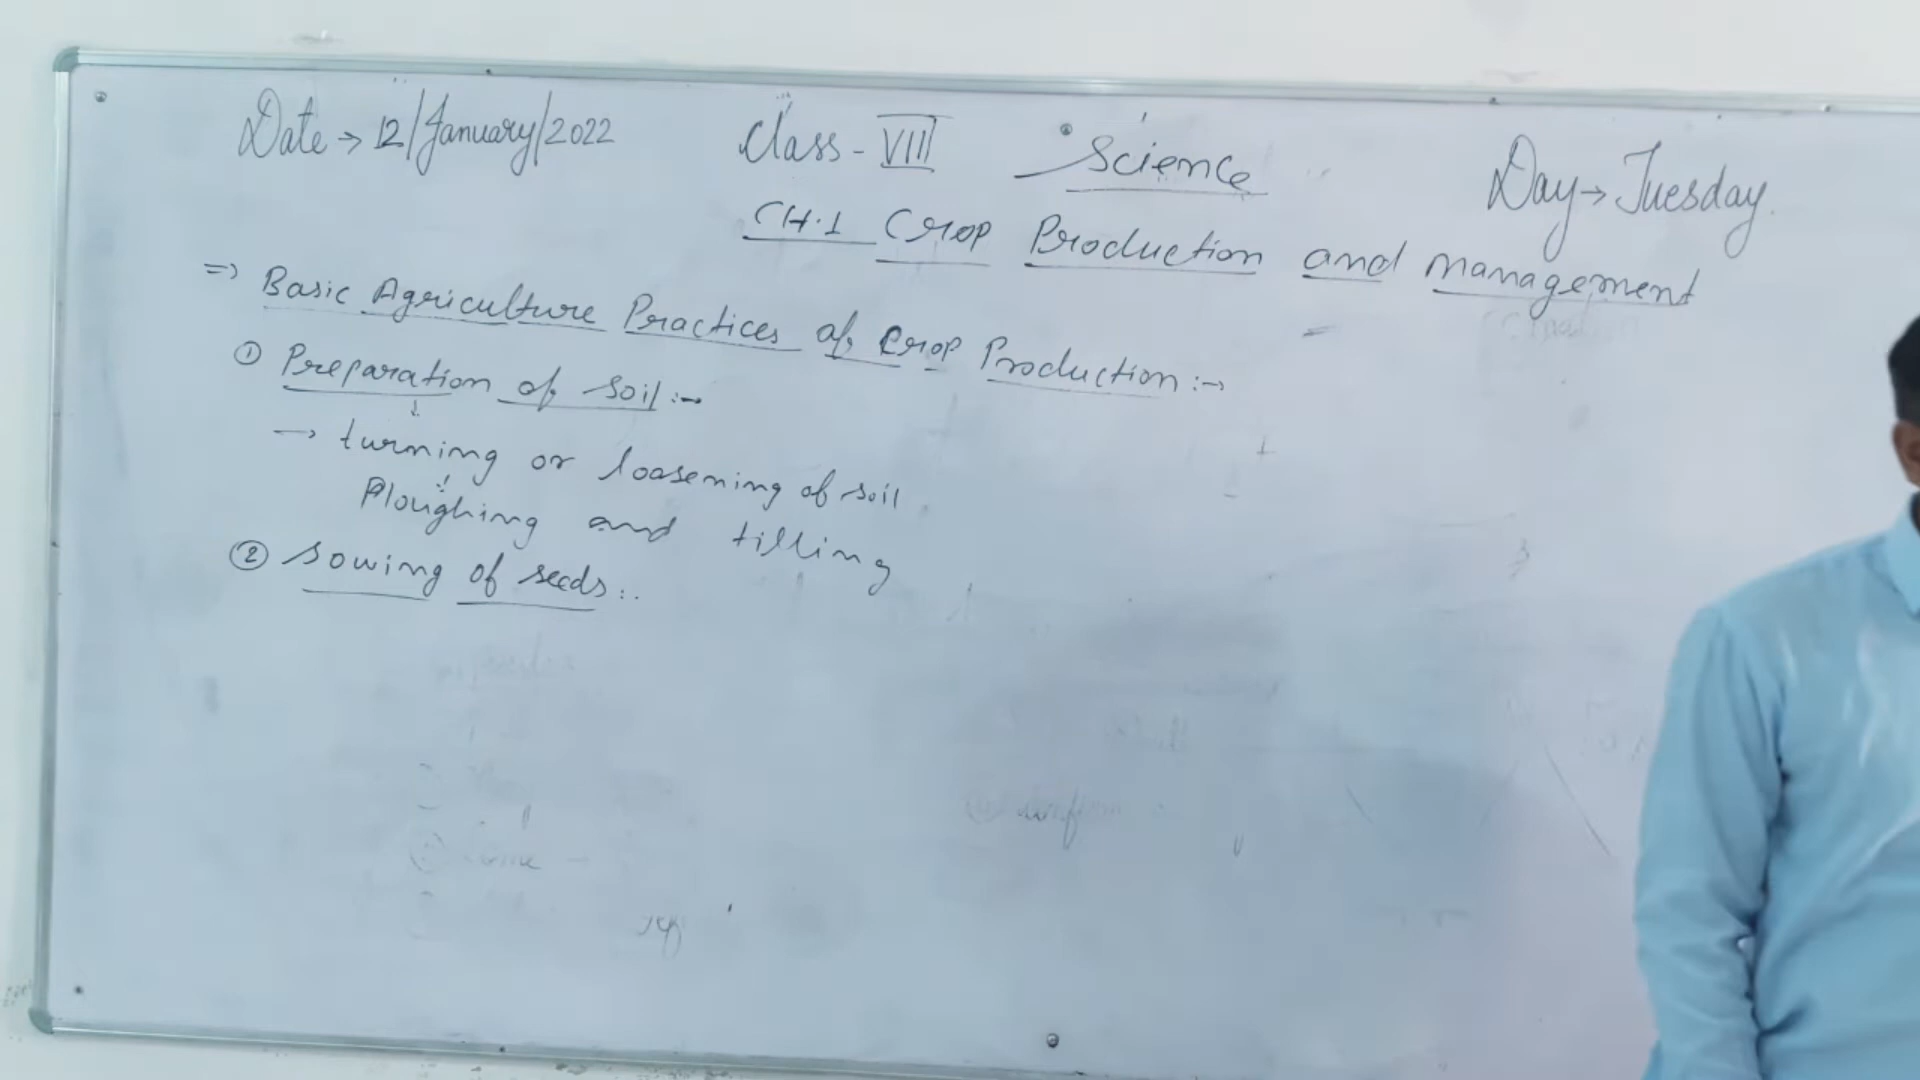 Date → 12/January/2022 Class - VIII Science Day → Tuesday.
CH.1 Crop Production and management
⇒ Basic Agriculture Practices of Crop Production :→
① Preparation of soil :→
→ turning or loosening of soil
Ploughing and tilling
② sowing of seeds :.